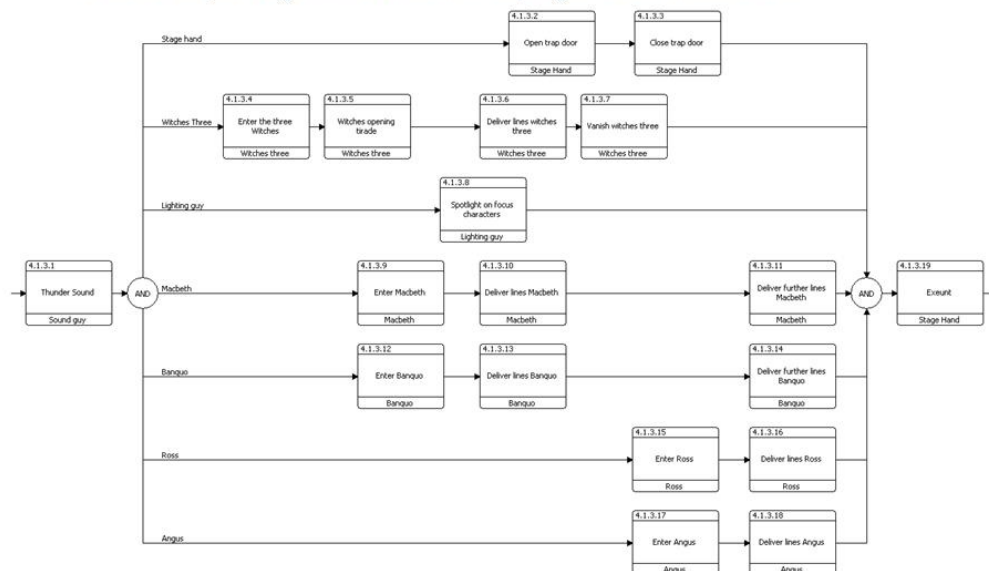 4.1.3.2
Open trap door
Stage Hand
4.1.3.3
Close trap door
Stage Hand
Stage hand
Witches Three
4.1.3.4
Enter the three
Witches
Witches three
4.1.3.5
Witches opening
tirade
Witches three
4.1.3.6
Deliver lines witches
three
Witches three
4.1.3.7
Vanish witches three
Witches three
Lighting guy
4.1.3.8
Spotlight on focus
characters
Lighting guy
4.1.3.1
Thunder Sound
Sound guy
AND
Macbeth
4.1.3.9
Enter Macbeth
Macbeth
4.1.3.10
Deliver lines Macbeth
Macbeth
4.1.3.11
Deliver further lines
Macbeth
Macbeth
AND
4.1.3.19
Exeunt
Stage Hand
Banquo
4.1.3.12
Enter Banquo
Banquo
4.1.3.13
Deliver lines Banquo
Banquo
4.1.3.14
Deliver further lines
Banquo
Banquo
Ross
4.1.3.15
Enter Ross
Ross
4.1.3.16
Deliver lines Ross
Ross
Angus
4.1.3.17
Enter Angus
Angus
4.1.3.18
Deliver lines Angus
Angus